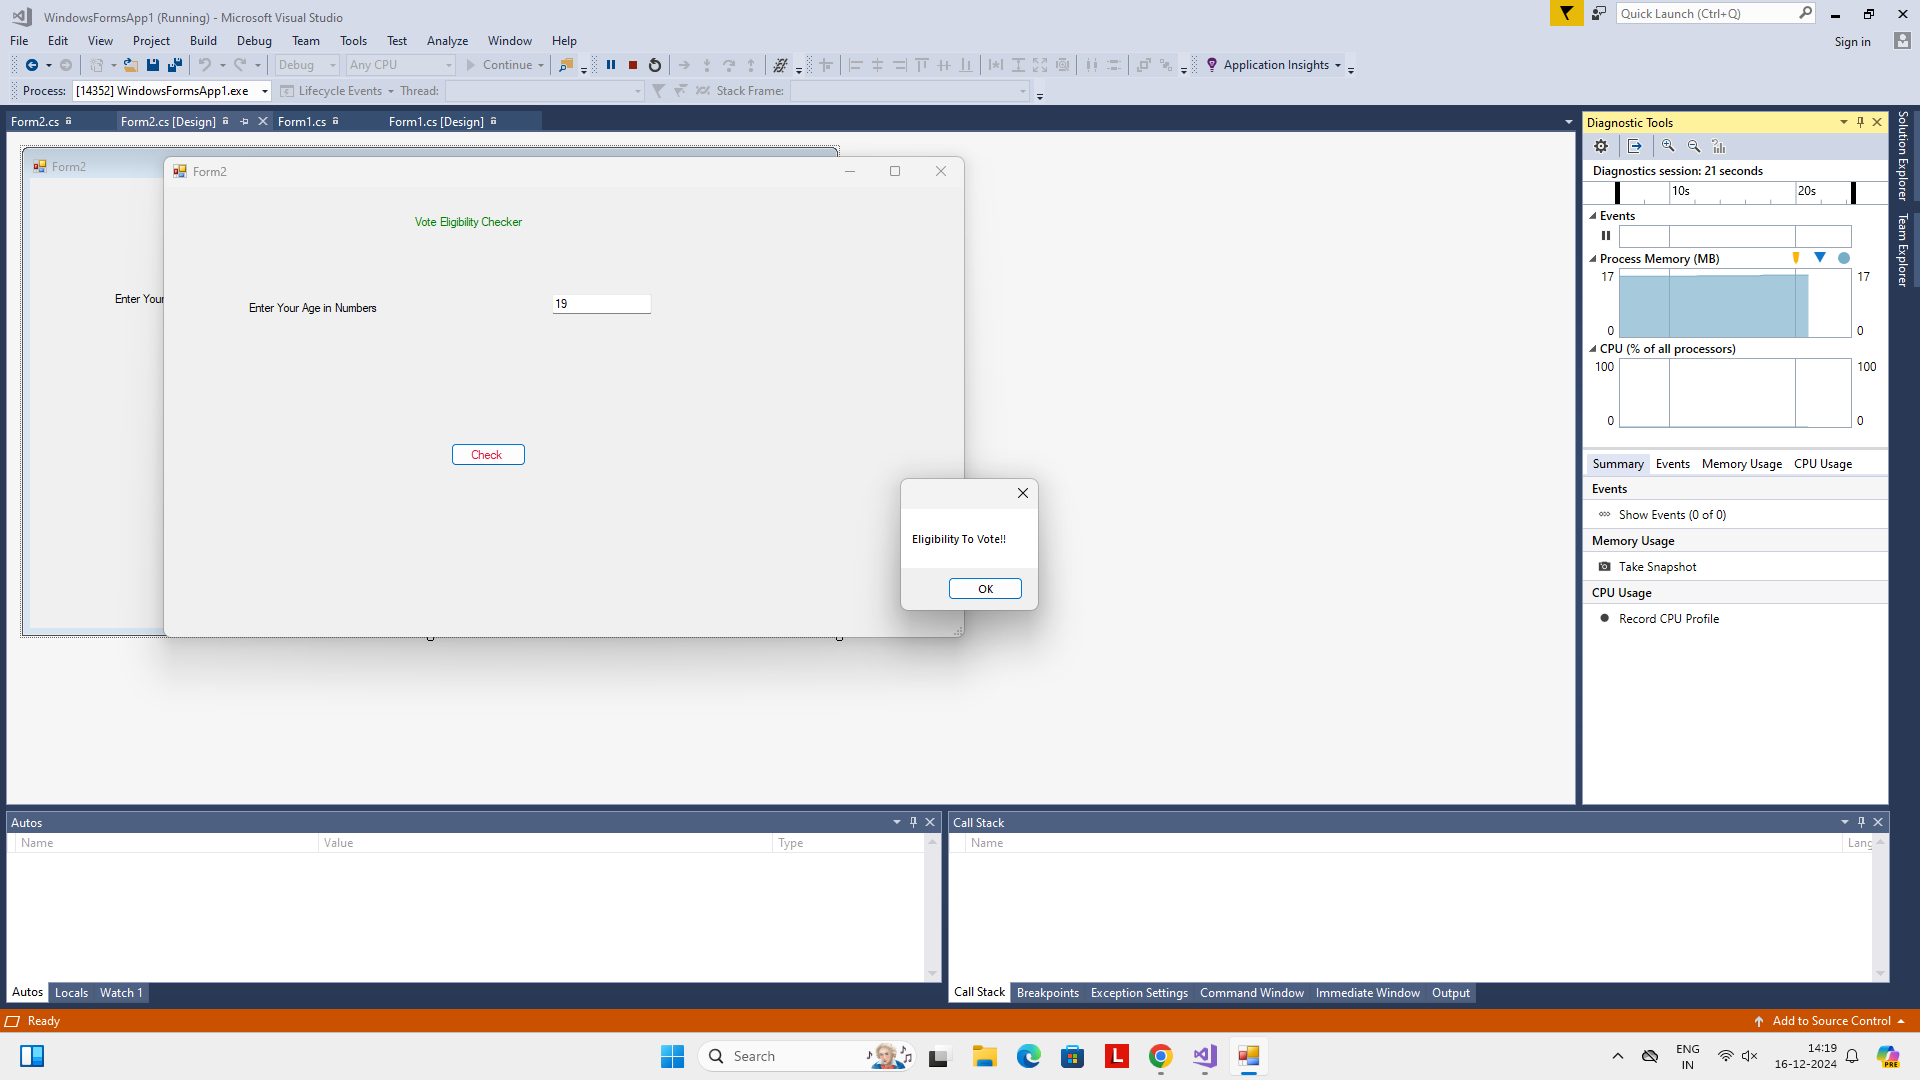 WindowsFormsApp1 (Running) - Microsoft Visual Studio
Quick Launch (Ctrl+Q)
File Edit View Project Build Debug Team Tools Test Analyze Window Help
Sign in
Debug Any CPU Continue Application Insights
Process: [14352] WindowsFormsApp1.exe Lifecycle Events Thread: Stack Frame:
Form2.cs Form2.cs [Design] Form1.cs Form1.cs [Design]
Form2
Enter Your
Form2
Vote Eligibility Checker
Enter Your Age in Numbers
19
Check
Eligibility To Vote!!
OK
Diagnostic Tools
Diagnostics session: 21 seconds
10s 20s
Events
Process Memory (MB)
17 17
0 0
CPU (% of all processors)
100 100
0 0
Summary Events Memory Usage CPU Usage
Events
Show Events (0 of 0)
Memory Usage
Take Snapshot
CPU Usage
Record CPU Profile
Solution Explorer
Team Explorer
Autos
Name Value Type
Autos Locals Watch 1
Call Stack
Name Lang
Call Stack Breakpoints Exception Settings Command Window Immediate Window Output
Ready
Add to Source Control
Search
L
ENG
IN
14:19
16-12-2024
PRE